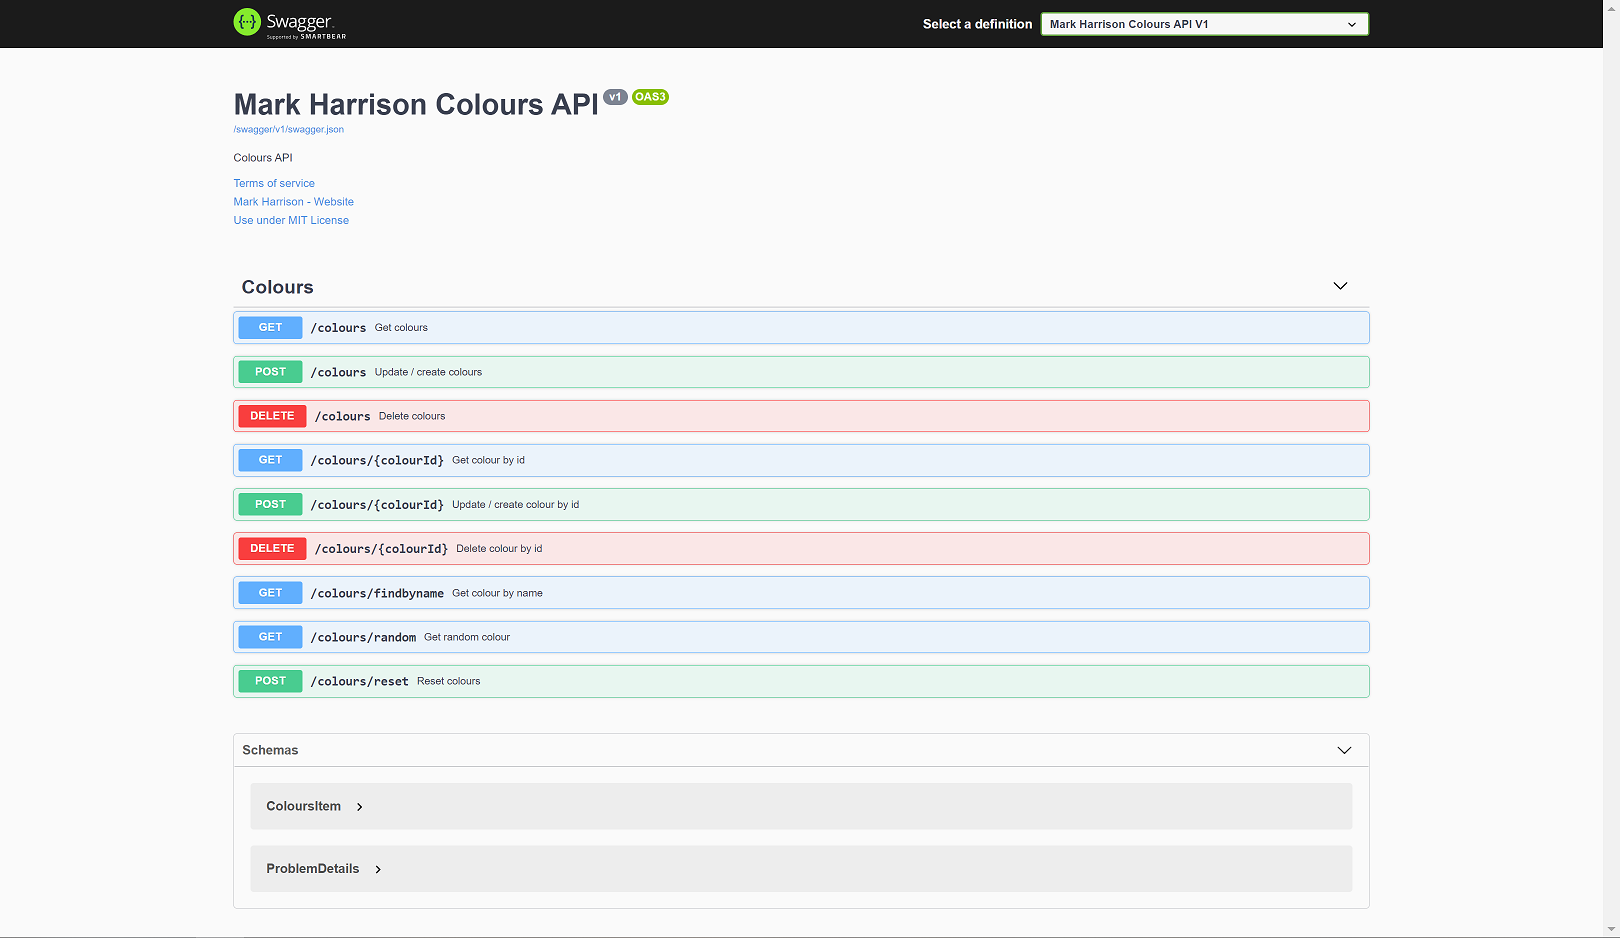 Swagger
Supported by SMARTBEAR
Select a definition
Mark Harrison Colours API V1
Mark Harrison Colours API v1 OAS3
/swagger/v1/swagger.json
Colours API
Terms of service
Mark Harrison - Website
Use under MIT License
Colours
GET /colours Get colours
POST /colours Update / create colours
DELETE /colours Delete colours
GET /colours/{colourId} Get colour by id
POST /colours/{colourId} Update / create colour by id
DELETE /colours/{colourId} Delete colour by id
GET /colours/findbyname Get colour by name
GET /colours/random Get random colour
POST /colours/reset Reset colours
Schemas
ColoursItem
ProblemDetails